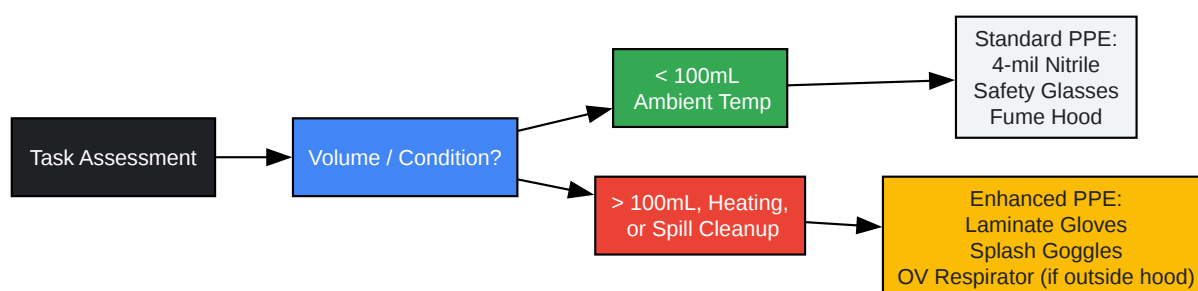 Task Assessment
Volume / Condition?
< 100mL
Ambient Temp
Standard PPE:
4-mil Nitrile
Safety Glasses
Fume Hood
> 100mL, Heating,
or Spill Cleanup
Enhanced PPE:
Laminate Gloves
Splash Goggles
OV Respirator (if outside hood)